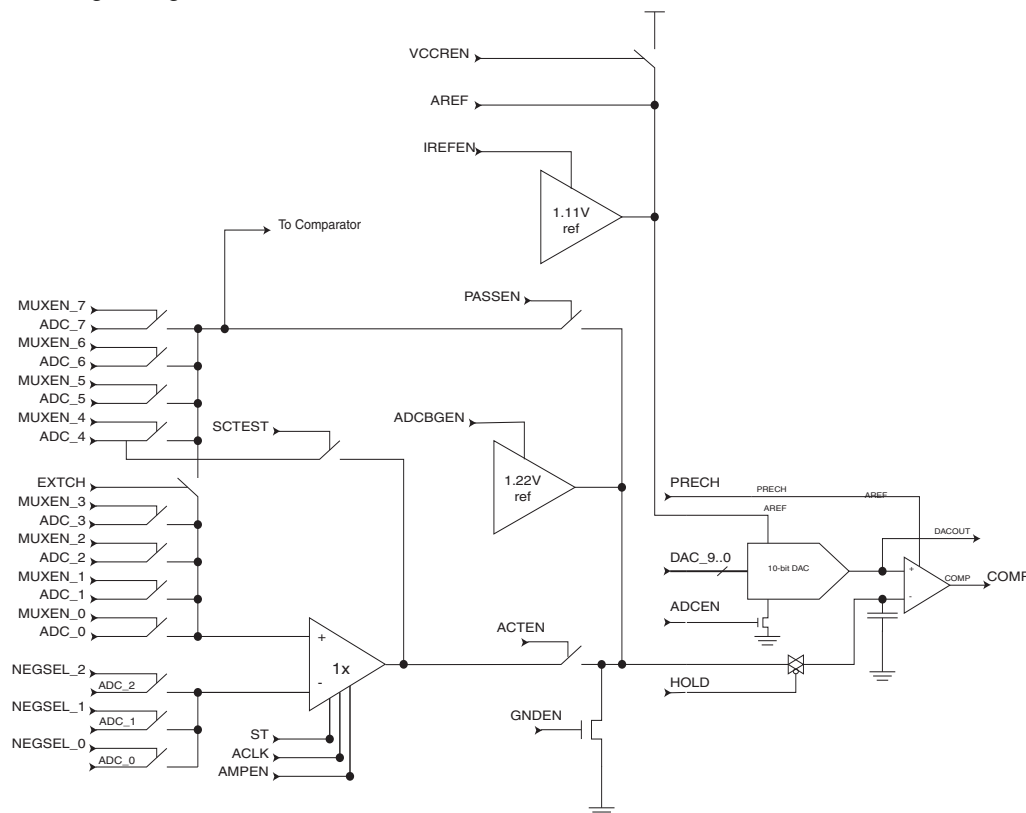 VCCREN
AREF
IREFEN
1.11V
ref
To Comparator
PASSEN
MUXEN_7
ADC_7
MUXEN_6
ADC_6
MUXEN_5
ADC_5
MUXEN_4
ADC_4
SCTEST
ADCBGEN
1.22V
ref
EXTCH
MUXEN_3
ADC_3
MUXEN_2
ADC_2
MUXEN_1
ADC_1
MUXEN_0
ADC_0
PRECH
PRECH
AREF
AREF
DACOUT
DAC_9..0
10-bit DAC
+
-
COMP
COMP
ADCEN
+
1x
-
ACTEN
HOLD
NEGSEL_2
ADC_2
NEGSEL_1
ADC_1
NEGSEL_0
ADC_0
ST
ACLK
AMPEN
GNDEN